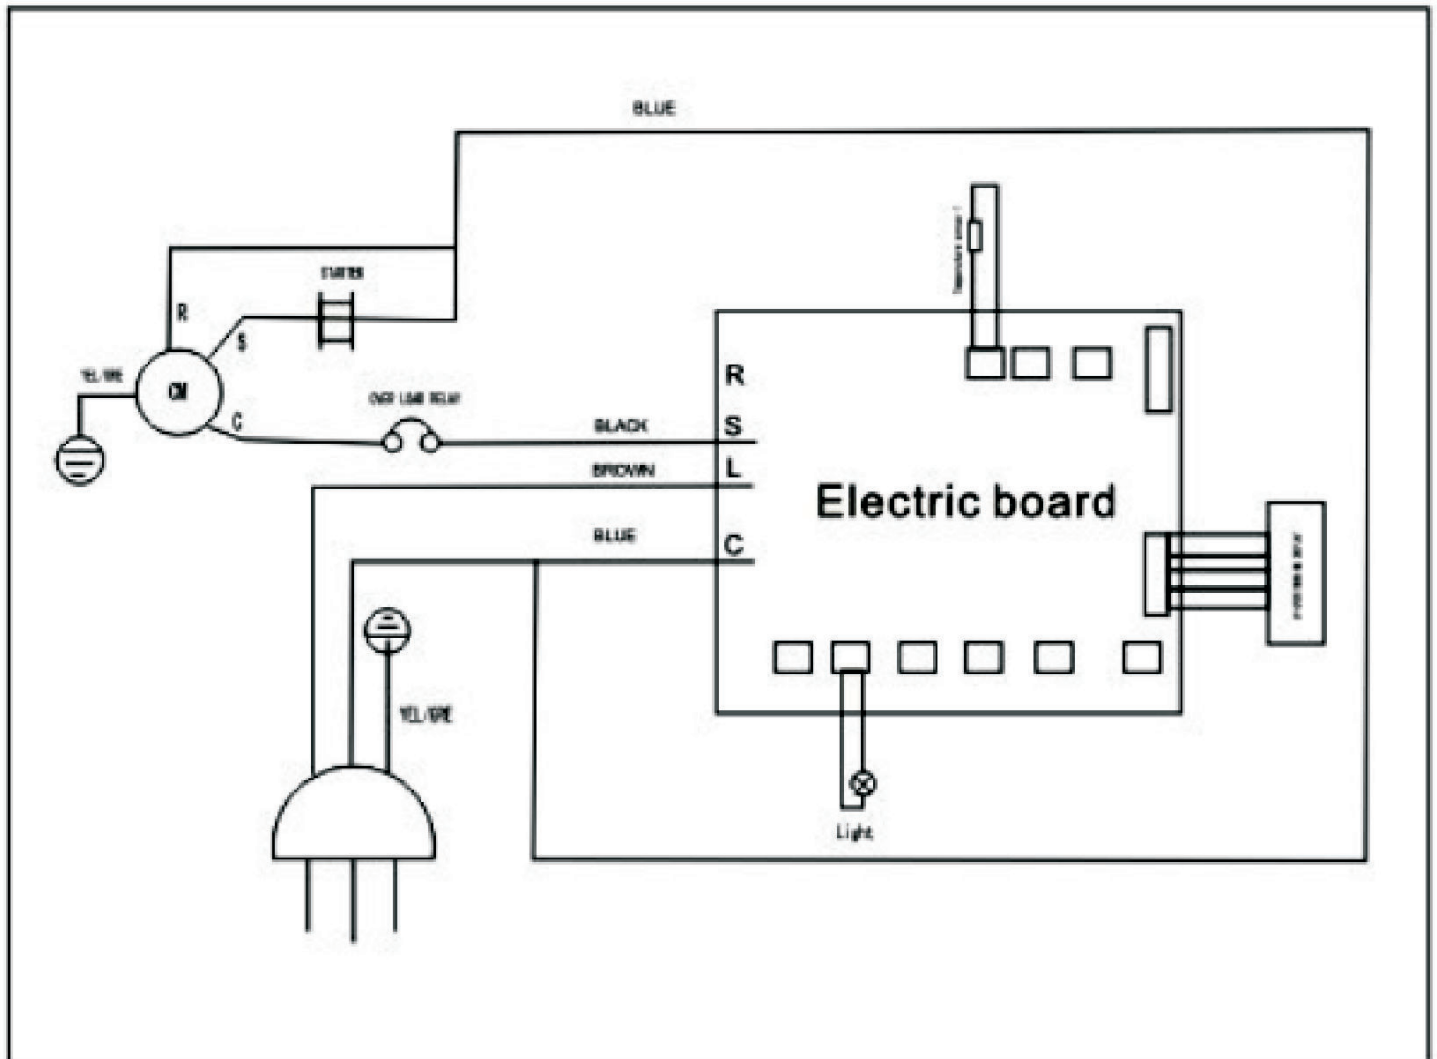 BLUE
STARTER
R
S
YEL/GRE
CM
C
OVER LOAD RELAY
R
BLACK
S
BROWN
L
Electric board
BLUE
C
YEL/GRE
Light